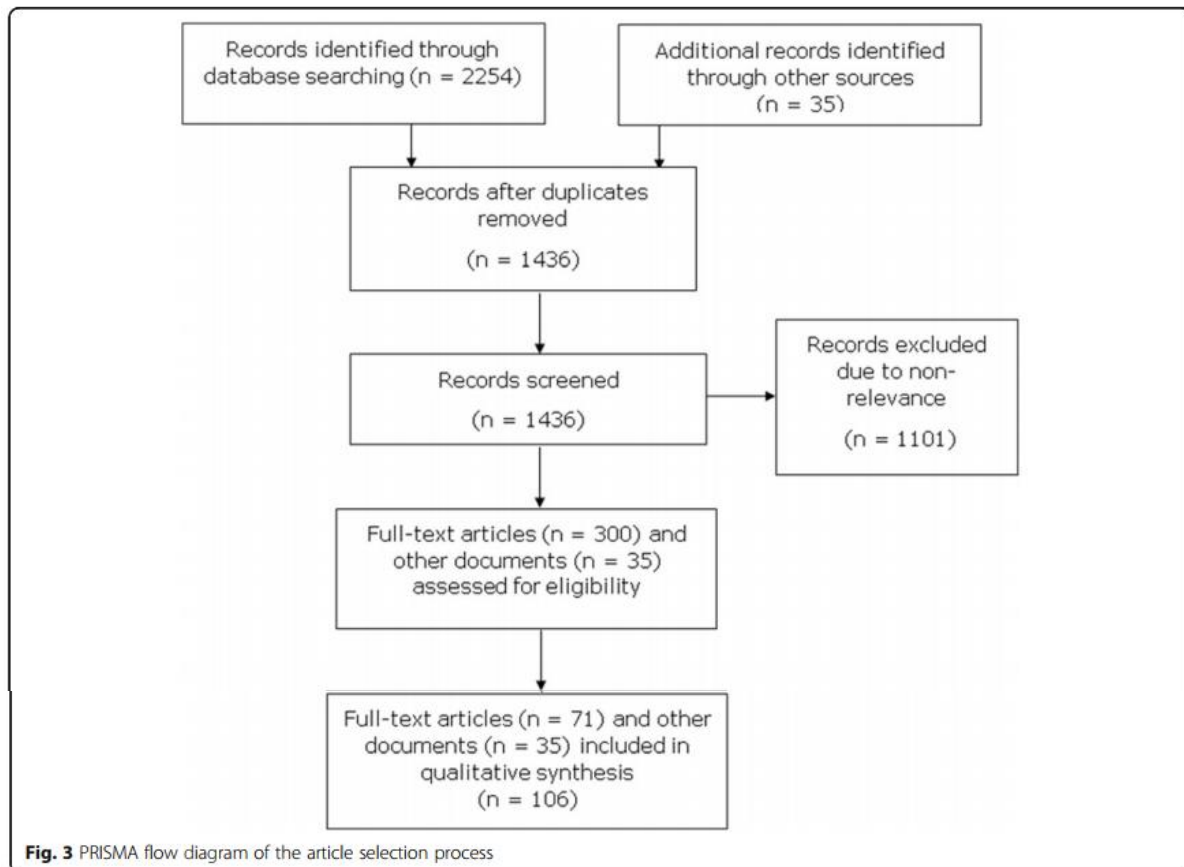 Records identified through
database searching (n = 2254)
Additional records identified
through other sources
(n = 35)
Records after duplicates
removed
(n = 1436)
Records screened
(n = 1436)
Records excluded
due to non-
relevance
(n = 1101)
Full-text articles (n = 300) and
other documents (n = 35)
assessed for eligibility
Full-text articles (n = 71) and other
documents (n = 35) included in
qualitative synthesis
(n = 106)
Fig. 3 PRISMA flow diagram of the article selection process